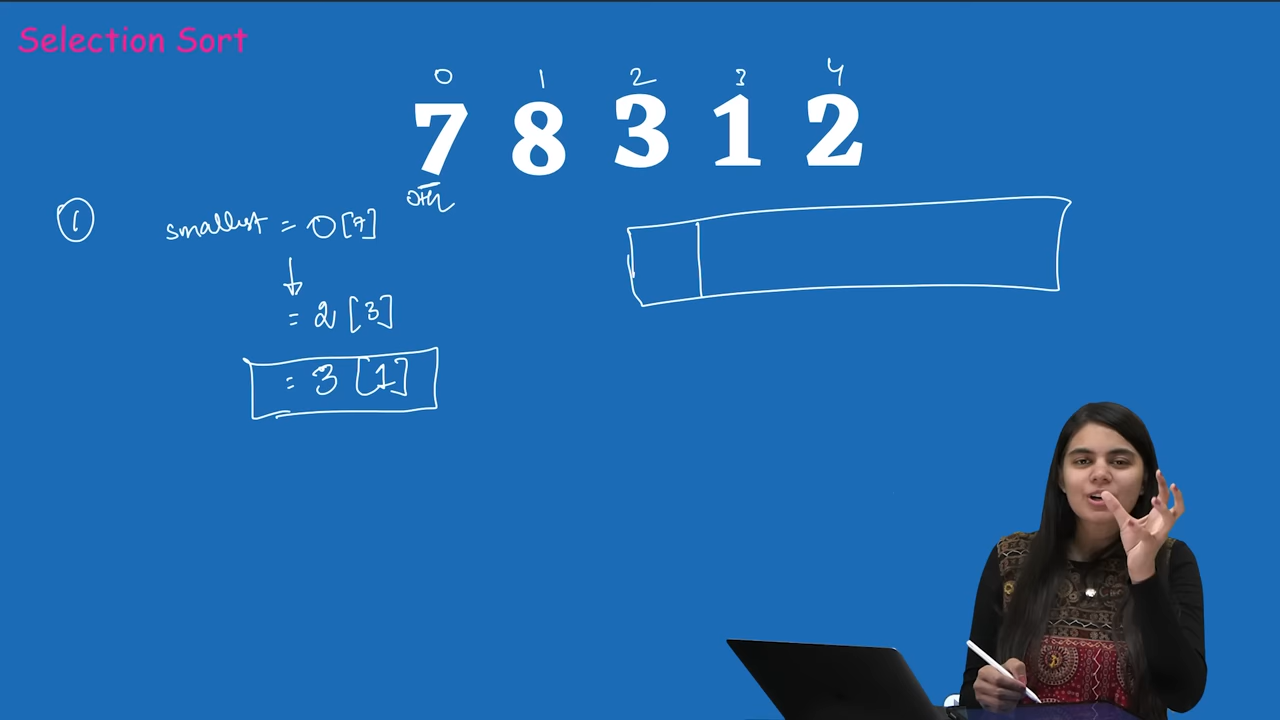 Selection Sort
0 1 2 3 4
7 8 3 1 2
0th
① smallest = 0 [7]
= 2 [3]
= 3 [1]